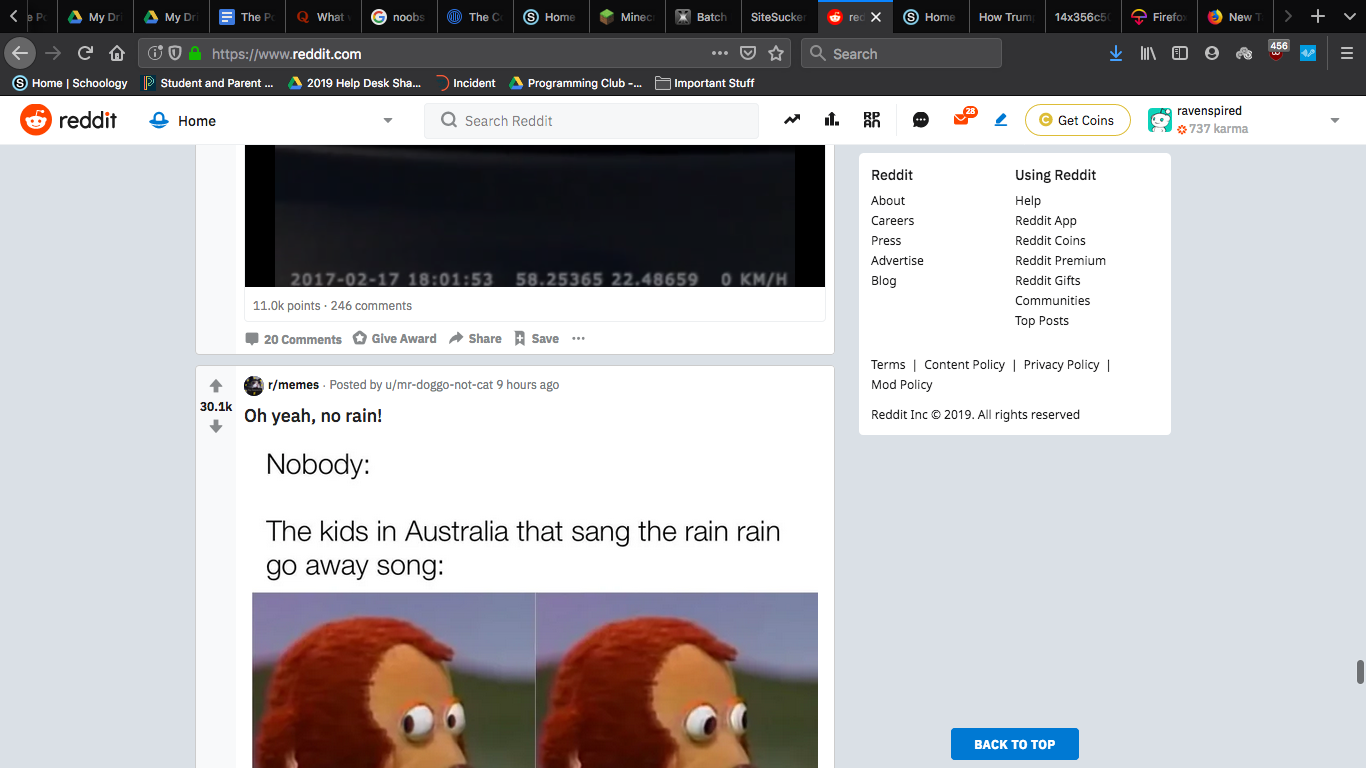 My Dri
My Dri
The Po
What
noobs
The C
Home
Minec
Batch
SiteSucker
red
Home
How Trump
14x356c50
Firefo
New T
https://www.reddit.com
Search
456
Home | Schoology
Student and Parent ...
2019 Help Desk Sha...
Incident
Programming Club -...
Important Stuff
reddit
Home
Search Reddit
28
Get Coins
ravenspired
737 karma
2017-02-17 18:01:53 58.25365 22.48659 0 KM/H
11.0k points · 246 comments
20 Comments
Give Award
Share
Save
30.1k
r/memes · Posted by u/mr-doggo-not-cat 9 hours ago
Oh yeah, no rain!
Nobody:
The kids in Australia that sang the rain rain
go away song:
Reddit
About
Careers
Press
Advertise
Blog
Using Reddit
Help
Reddit App
Reddit Coins
Reddit Premium
Reddit Gifts
Communities
Top Posts
Terms | Content Policy | Privacy Policy |
Mod Policy
Reddit Inc © 2019. All rights reserved
BACK TO TOP